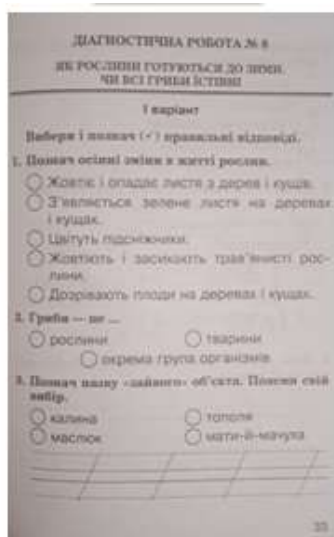 ДІАГНОСТИЧНА РОБОТА № 8
ЯК РОСЛИНИ ГОТУЮТЬСЯ ДО ЗИМИ.
ЧИ ВСІ ГРИБИ ЇСТІВНІ
І варіант
Вибери і познач (✓) правильні відповіді.
1. Познач осінні зміни в житті рослин.
Жовтіє і опадає листя з дерев і кущів.
З'являється зелене листя на деревах
і кущах.
Цвітуть підсніжники.
Жовтіють і засихають трав'янисті рос-
лини.
Дозрівають плоди на деревах і кущах.
2. Гриби — це ...
рослини тварини
окрема група організмів
3. Познач назву «зайвого» об'єкта. Поясни свій
вибір.
калина тополя
маслюк мати-й-мачуха
33